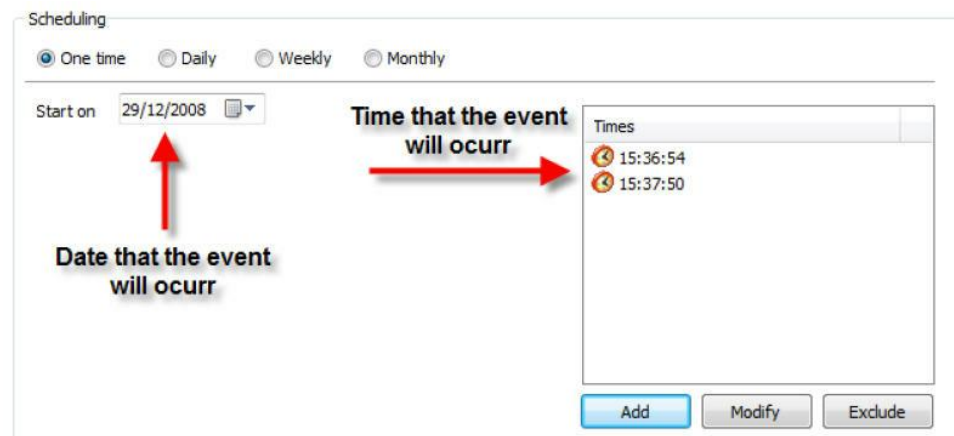 Scheduling
One time Daily Weekly Monthly
Start on 29/12/2008
Time that the event
will ocurr
Times
15:36:54
15:37:50
Date that the event
will ocurr
Add Modify Exclude